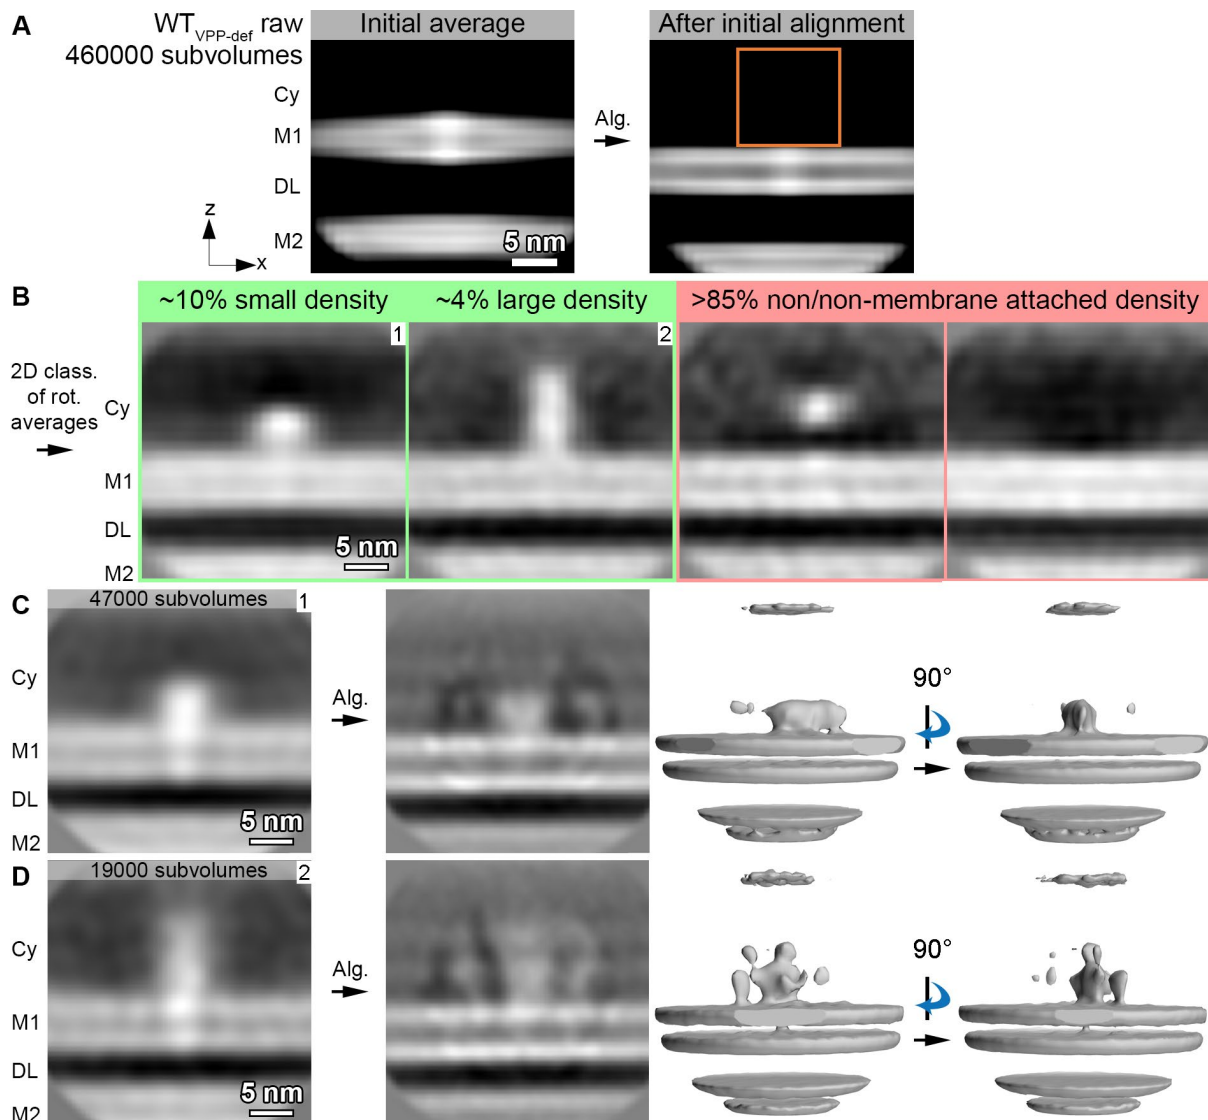 A
WT VPP-def raw
460000 subvolumes
Initial average
After initial alignment
Cy
M1
DL
M2
z
x
5 nm
Alg.
B
~10% small density
~4% large density
>85% non/non-membrane attached density
1
2
2D class.
of rot.
averages
Cy
M1
DL
M2
5 nm
C
47000 subvolumes
1
Cy
M1
DL
M2
5 nm
Alg.
90°
D
19000 subvolumes
2
Cy
M1
DL
M2
5 nm
Alg.
90°